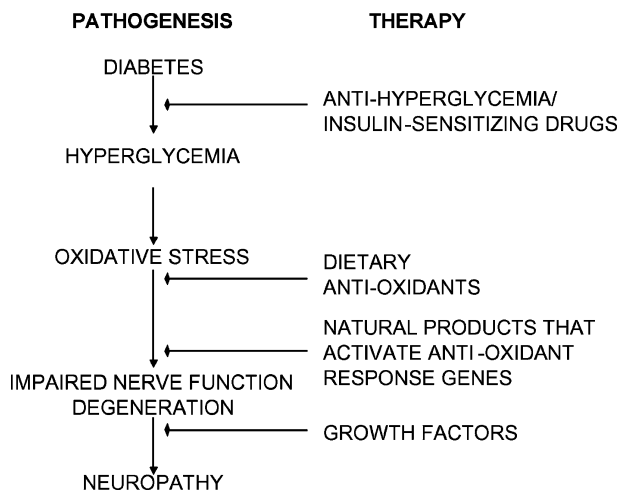 PATHOGENESIS
THERAPY
DIABETES
ANTI-HYPERGLYCEMIA/
INSULIN-SENSITIZING DRUGS
HYPERGLYCEMIA
OXIDATIVE STRESS
DIETARY
ANTI-OXIDANTS
NATURAL PRODUCTS THAT
ACTIVATE ANTI-OXIDANT
RESPONSE GENES
IMPAIRED NERVE FUNCTION
DEGENERATION
GROWTH FACTORS
NEUROPATHY